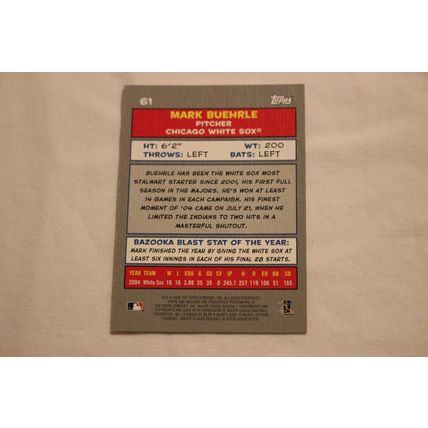 61
Topps
MARK BUEHRLE
PITCHER
CHICAGO WHITE SOX®
HT: 6'2" WT: 200
THROWS: LEFT BATS: LEFT
BUEHRLE HAS BEEN THE WHITE SOX MOST
STALWART STARTER SINCE 2001, HIS FIRST FULL
SEASON IN THE MAJORS. HE'S WON AT LEAST
14 GAMES IN EACH CAMPAIGN. HIS FINEST
MOMENT OF '04 CAME ON JULY 21, WHEN HE
LIMITED THE INDIANS TO TWO HITS IN A
MASTERFUL SHUTOUT.
BAZOOKA BLAST STAT OF THE YEAR:
MARK FINISHED THE YEAR BY GIVING THE WHITE SOX AT
LEAST SIX INNINGS IN EACH OF HIS FINAL 28 STARTS.
YEAR TEAM W L ERA G GS SV IP H R ER BB SO
2004 White Sox 16 10 3.89 35 35 0 245.1 257 119 106 51 165